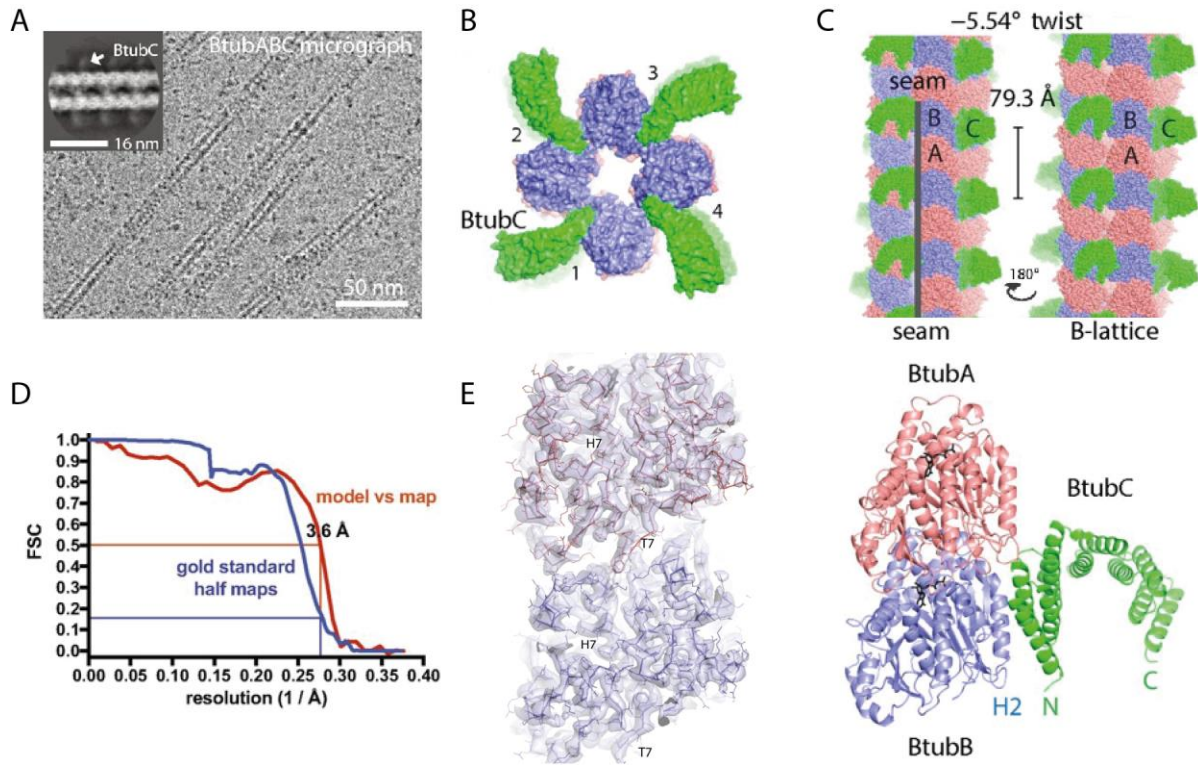 A
BtubC
BtubABC micrograph
16 nm
50 nm
B
3
2
BtubC
4
1
C
−5.54° twist
seam
79.3 Å
B
C
A
B
C
A
180°
seam
B-lattice
D
1.0
0.9
0.8
0.7
0.6
0.5
0.4
0.3
0.2
0.1
0.0
FSC
model vs map
3.6 Å
gold standard
half maps
0.00 0.05 0.10 0.15 0.20 0.25 0.30 0.35 0.40
resolution (1 / Å)
E
H7
T7
H7
T7
BtubA
BtubC
H2
N
C
BtubB